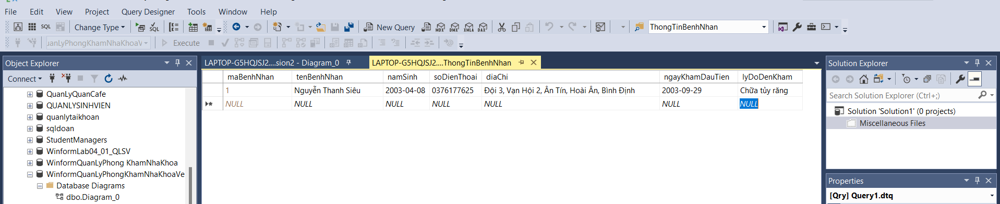 File Edit View Project Query Designer Tools Window Help
SQL Change Type SQL New Query MDX DMX XMLA DAX ThongTinBenhNhan
uanLyPhongKhamNhaKhoaV Execute
Object Explorer
Connect
QuanLyQuanCafe
QUANLYSINHVIEN
quanlytaikhoan
sqldoan
StudentManagers
WinformLab04_01_QLSV
WinformQuanLyPhong KhamNhaKhoa
WinformQuanLyPhongKhamNhaKhoaVe
Database Diagrams
dbo.Diagram_0
LAPTOP-G5HQJSJ2....sion2 - Diagram_0 LAPTOP-G5HQJSJ2....ThongTinBenhNhan
maBenhNhan tenBenhNhan namSinh soDienThoai diaChi ngayKhamDauTien lyDoDenKham
1 Nguyễn Thanh Siêu 2003-04-08 0376177625 Đội 3, Vạn Hội 2, Ân Tín, Hoài Ân, Bình Định 2003-09-29 Chữa tủy răng
NULL NULL NULL NULL NULL NULL NULL
Solution Explorer
Search Solution Explorer (Ctrl+;)
Solution 'Solution1' (0 projects)
Miscellaneous Files
Properties
[Qry] Query1.dtq